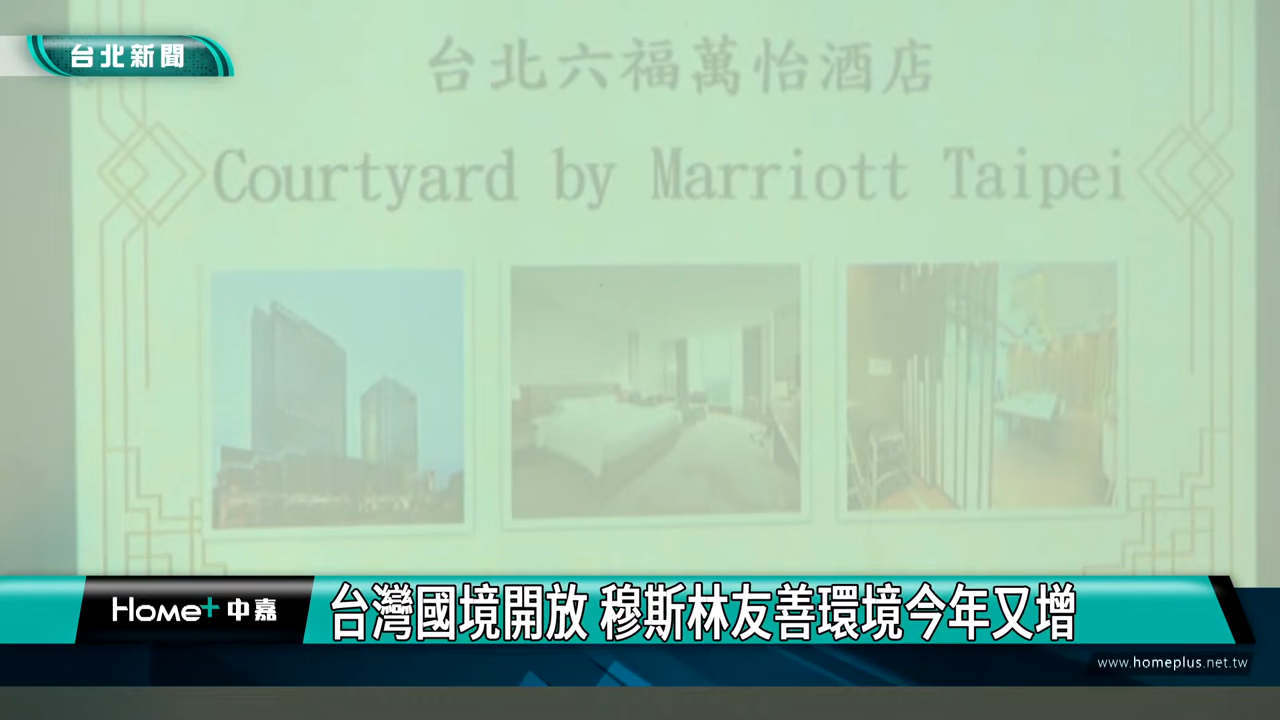 台北新聞
台北六福萬怡酒店
Courtyard by Marriott Taipei
Home+中嘉
台灣國境開放 穆斯林友善環境今年又增
www.homeplus.net.tw